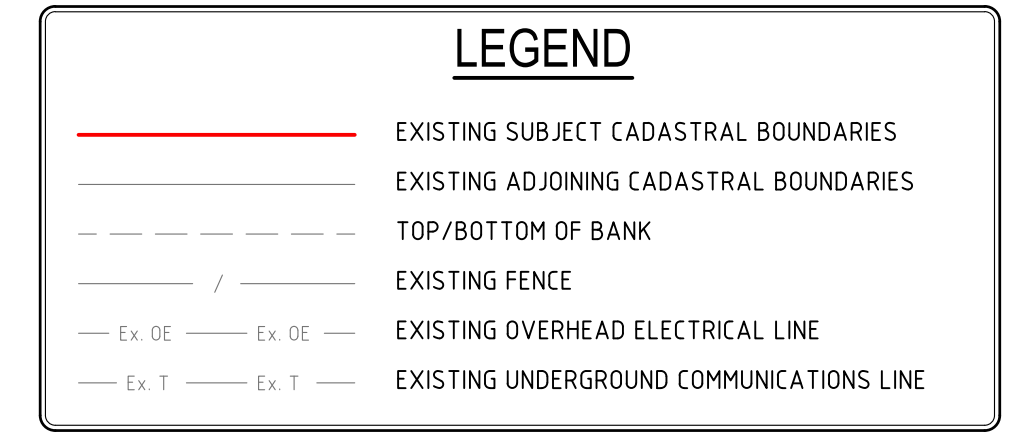 LEGEND
EXISTING SUBJECT CADASTRAL BOUNDARIES
EXISTING ADJOINING CADASTRAL BOUNDARIES
TOP/BOTTOM OF BANK
/ EXISTING FENCE
Ex. OE Ex. OE EXISTING OVERHEAD ELECTRICAL LINE
Ex. T Ex. T EXISTING UNDERGROUND COMMUNICATIONS LINE